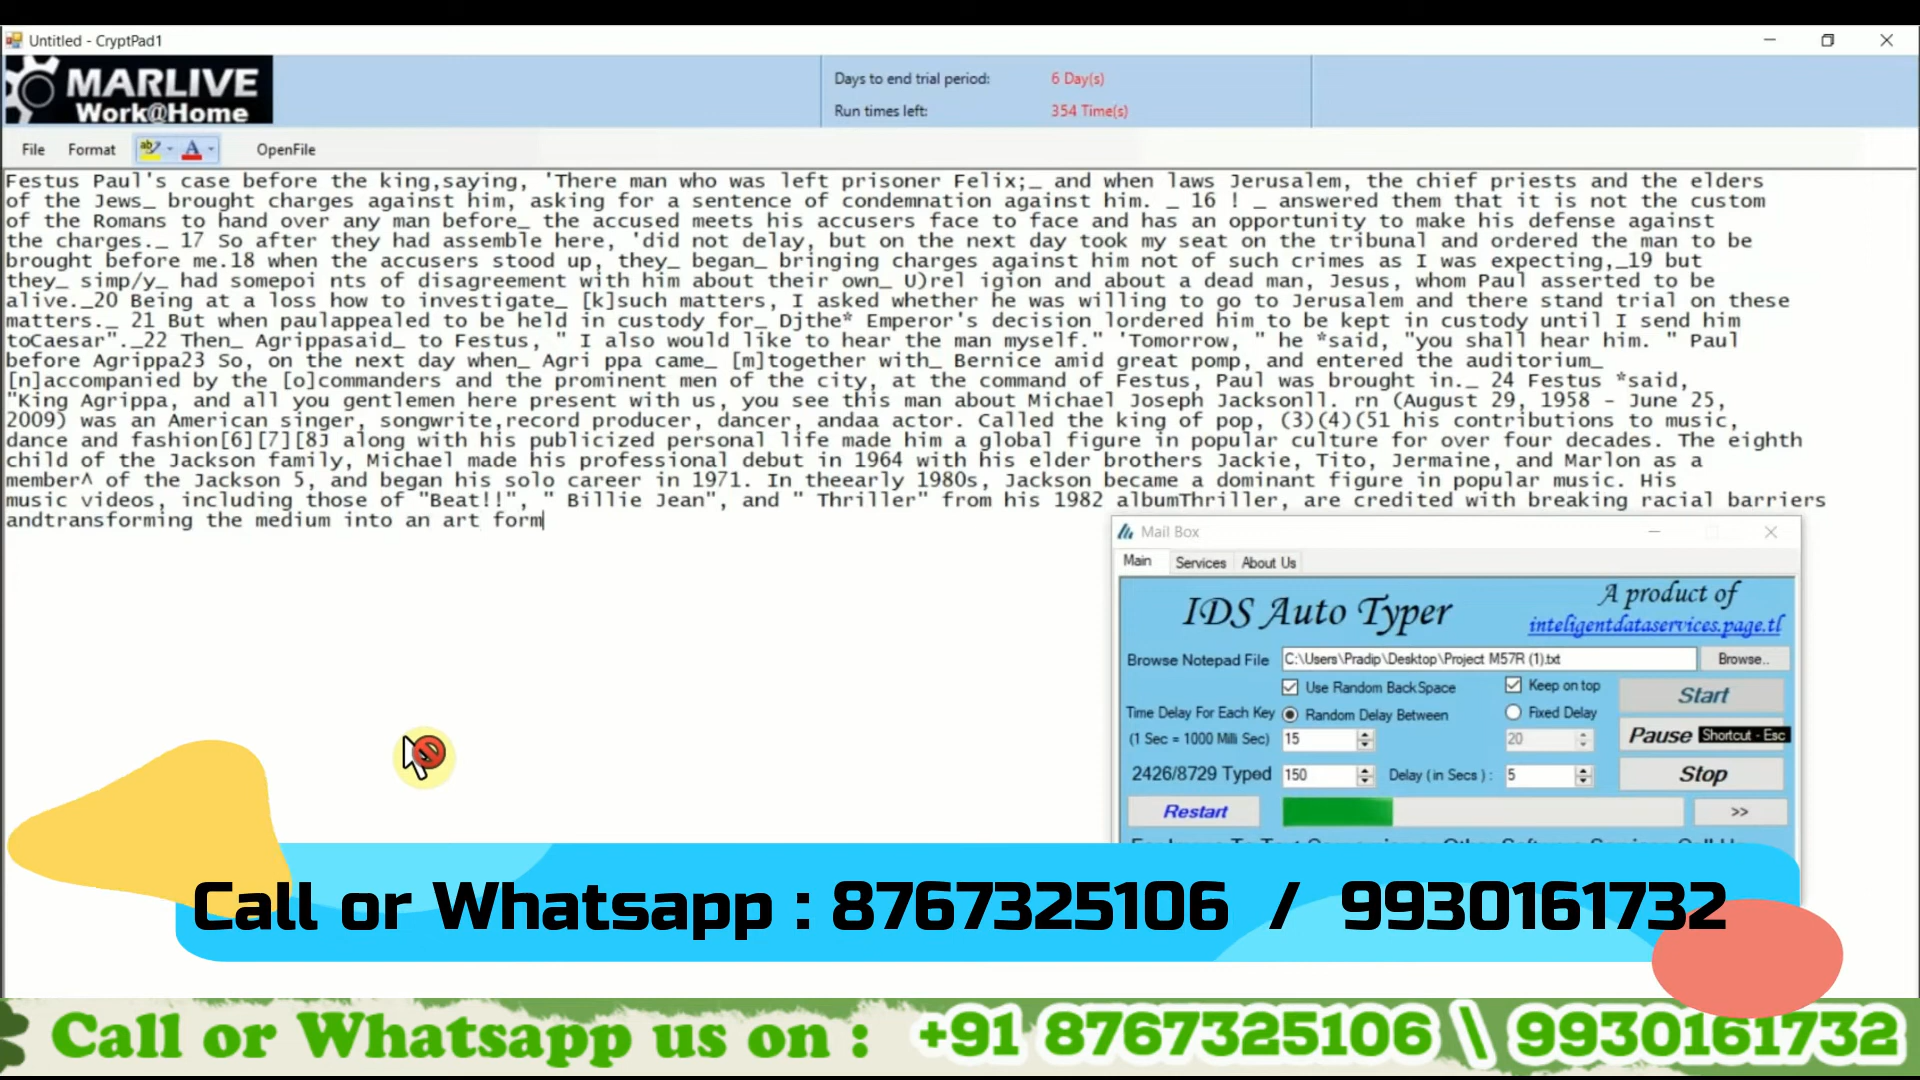 Untitled - CryptPad1
MARLIVE
Work@Home
Days to end trial period: 6 Day(s)
Run times left: 354 Time(s)
File Format OpenFile
Festus Paul's case before the king,saying, 'There man who was left prisoner Felix;_ and when laws Jerusalem, the chief priests and the elders
of the Jews_ brought charges against him, asking for a sentence of condemnation against him. _ 16 ! _ answered them that it is not the custom
of the Romans to hand over any man before_ the accused meets his accusers face to face and has an opportunity to make his defense against
the charges._ 17 So after they had assemble here, 'did not delay, but on the next day took my seat on the tribunal and ordered the man to be
brought before me.18 when the accusers stood up, they_ began_ bringing charges against him not of such crimes as I was expecting,_19 but
they_ simp/y_ had somepoi nts of disagreement with him about their own_ U)rel igion and about a dead man, Jesus, whom Paul asserted to be
alive._20 Being at a loss how to investigate_ [k]such matters, I asked whether he was willing to go to Jerusalem and there stand trial on these
matters._ 21 But when paulappealed to be held in custody for_ Djthe* Emperor's decision lordered him to be kept in custody until I send him
toCaesar"._22 Then_ Agrippasaid_ to Festus, " I also would like to hear the man myself." 'Tomorrow, " he *said, "you shall hear him. " Paul
before Agrippa23 So, on the next day when_ Agri ppa came_ [m]together with_ Bernice amid great pomp, and entered the auditorium_
[n]accompanied by the [o]commanders and the prominent men of the city, at the command of Festus, Paul was brought in._ 24 Festus *said,
"King Agrippa, and all you gentlemen here present with us, you see this man about Michael Joseph Jacksonll. rn (August 29, 1958 - June 25,
2009) was an American singer, songwrite,record producer, dancer, andaa actor. Called the king of pop, (3)(4)(51 his contributions to music,
dance and fashion[6][7][8J along with his publicized personal life made him a global figure in popular culture for over four decades. The eighth
child of the Jackson family, Michael made his professional debut in 1964 with his elder brothers Jackie, Tito, Jermaine, and Marlon as a
member^ of the Jackson 5, and began his solo career in 1971. In theearly 1980s, Jackson became a dominant figure in popular music. His
music videos, including those of "Beat!!", " Billie Jean", and " Thriller" from his 1982 albumThriller, are credited with breaking racial barriers
andtransforming the medium into an art form
Mail Box
Main Services About Us
IDS Auto Typer
A product of
inteligentdataservices.page.tl
Browse Notepad File C:\Users\Pradip\Desktop\Project M57R (1).txt Browse..
Use Random BackSpace Keep on top Start
Time Delay For Each Key Random Delay Between Fixed Delay
(1 Sec = 1000 Milli Sec) 15 20 Pause Shortcut - Esc
2426/8729 Typed 150 Delay ( in Secs ) : 5 Stop
Restart >>
Call or Whatsapp : 8767325106 / 9930161732
Call or Whatsapp us on : +91 8767325106 \ 9930161732